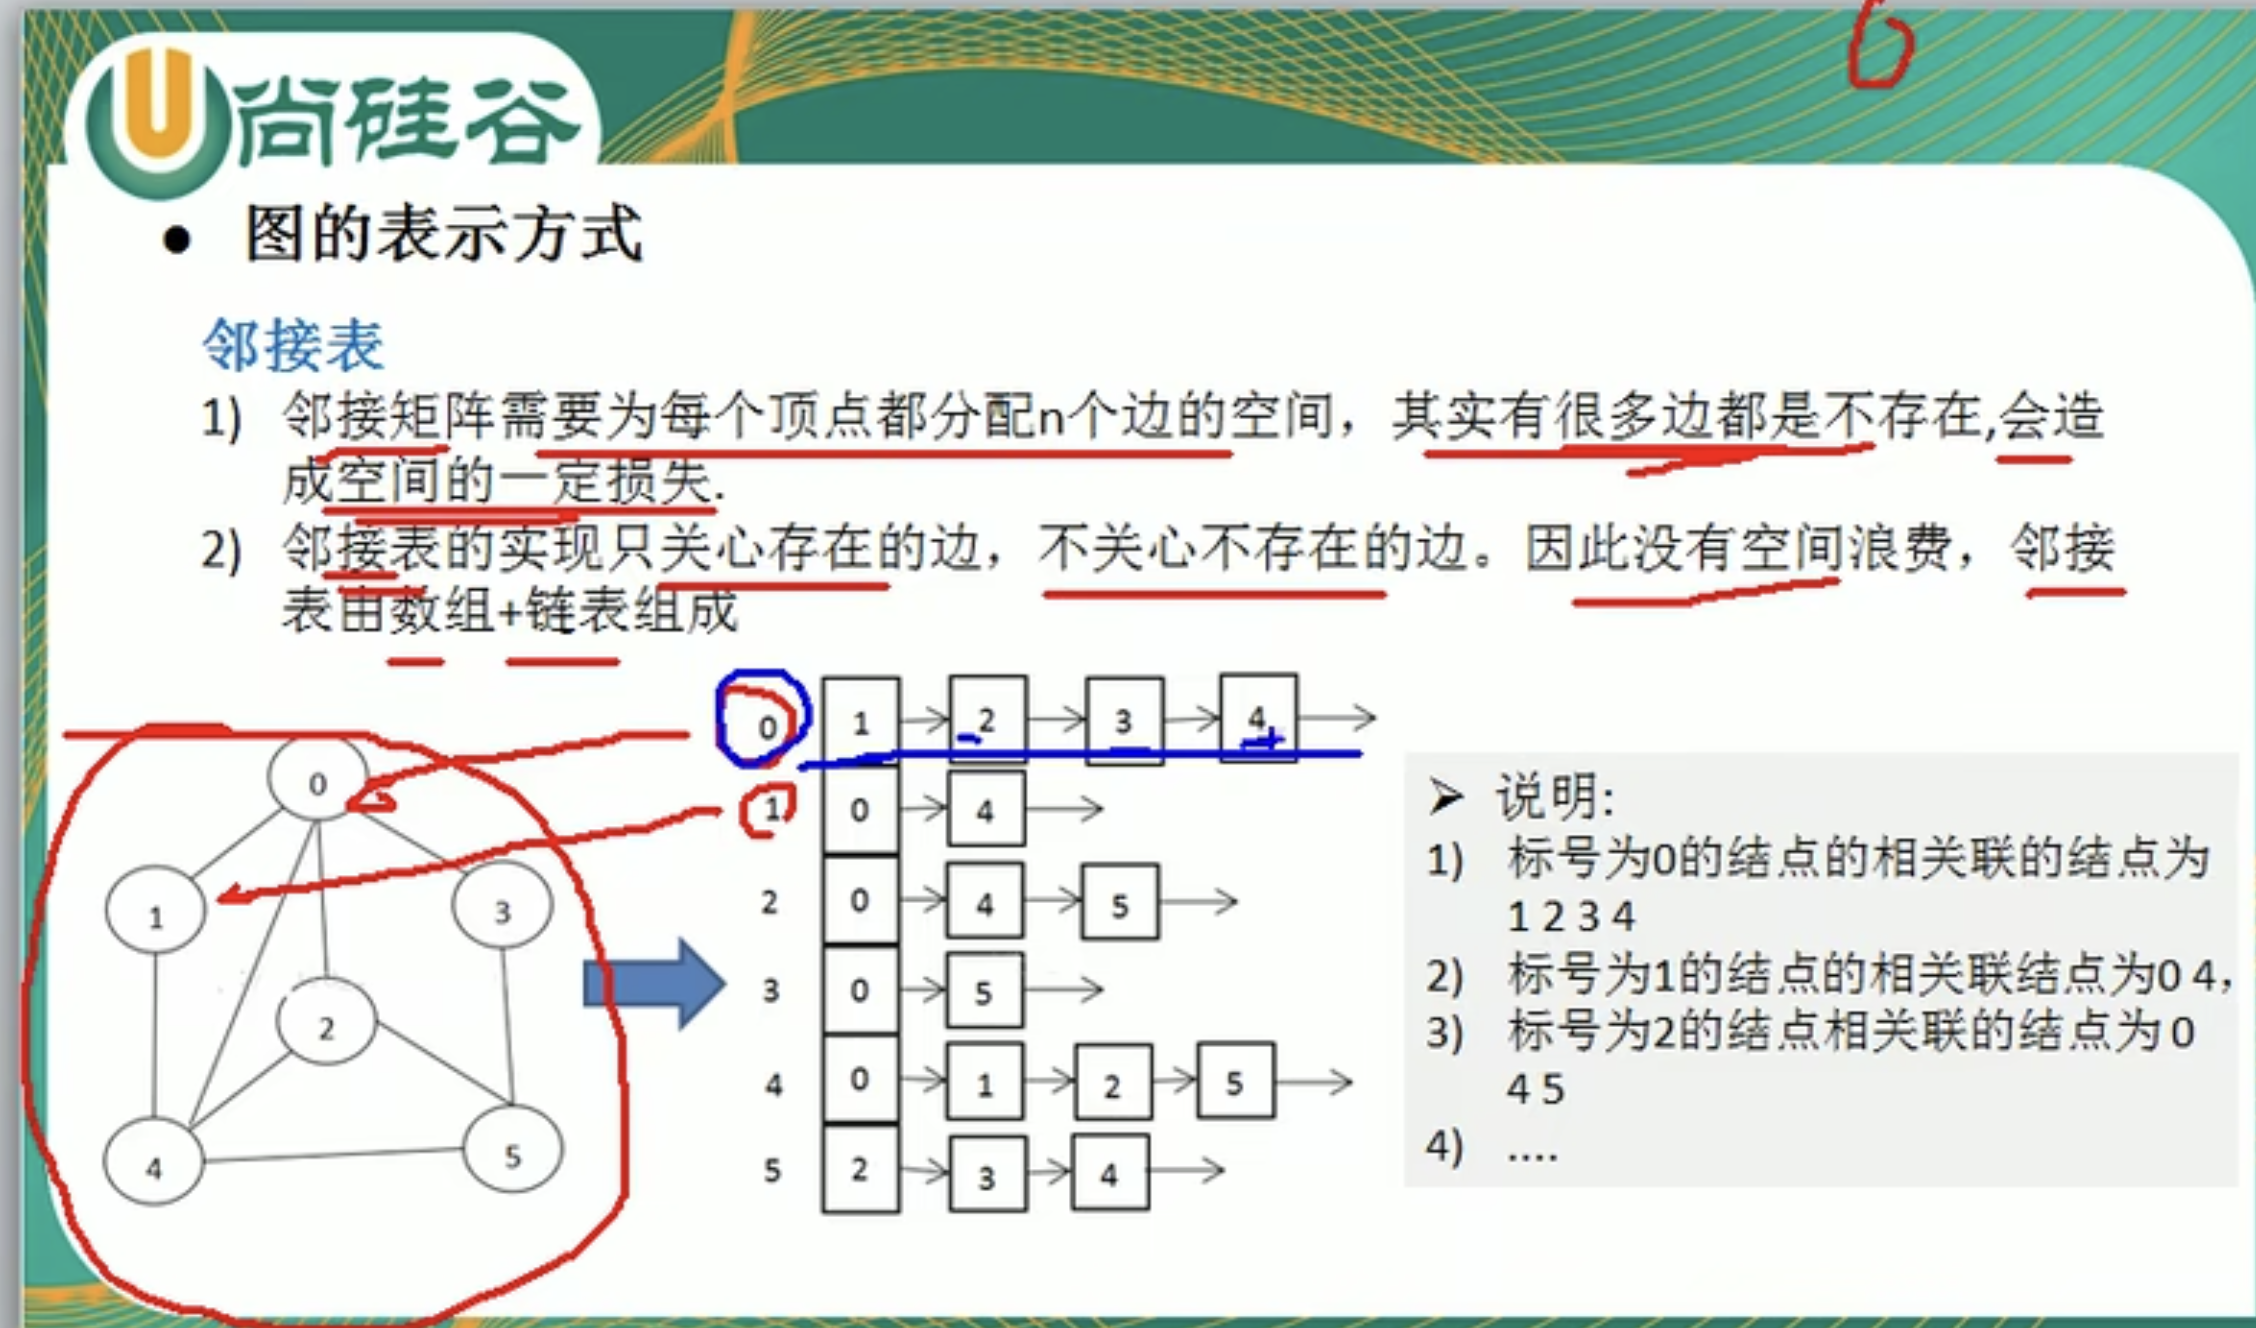 6
尚硅谷
● 图的表示方式
邻接表
1) 邻接矩阵需要为每个顶点都分配n个边的空间，其实有很多边都是不存在,会造
成空间的一定损失.
2) 邻接表的实现只关心存在的边，不关心不存在的边。因此没有空间浪费，邻接
表由数组+链表组成
0
1
3
2
4
5
0 1 2 3 4
1 0 4
2 0 4 5
3 0 5
4 0 1 2 5
5 2 3 4
➢ 说明:
1) 标号为0的结点的相关联的结点为
1 2 3 4
2) 标号为1的结点的相关联结点为0 4，
3) 标号为2的结点相关联的结点为 0
4 5
4) ....